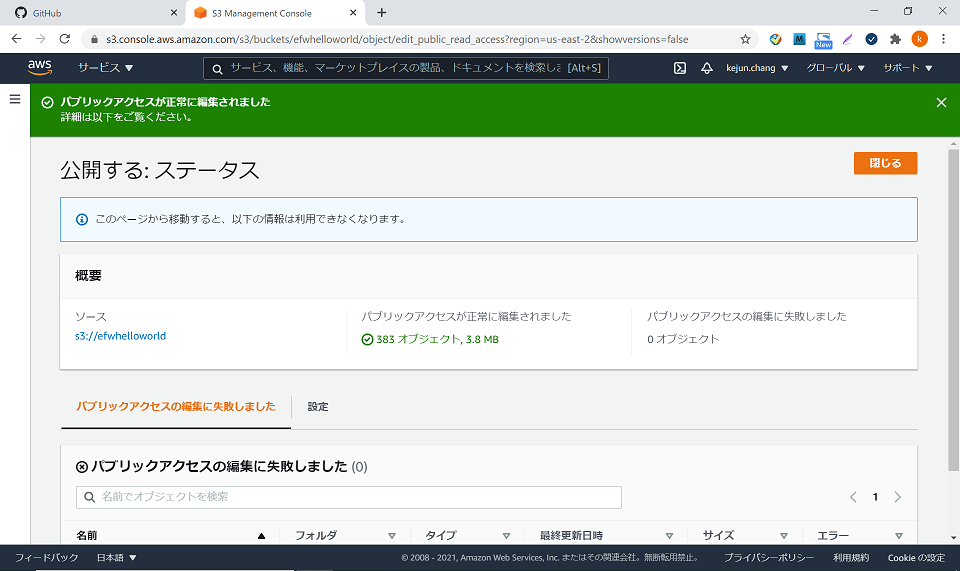 GitHub
S3 Management Console
s3.console.aws.amazon.com/s3/buckets/efwhelloworld/object/edit_public_read_access?region=us-east-2&showversions=false
New
k
aws
サービス
サービス、機能、マーケットプレイスの製品、ドキュメントを検索しま [Alt+S]
kejun.chang
グローバル
サポート
パブリックアクセスが正常に編集されました
詳細は以下をご覧ください。
公開する: ステータス
閉じる
このページから移動すると、以下の情報は利用できなくなります。
概要
ソース
パブリックアクセスが正常に編集されました
パブリックアクセスの編集に失敗しました
s3://efwhelloworld
383 オブジェクト, 3.8 MB
0 オブジェクト
パブリックアクセスの編集に失敗しました
設定
パブリックアクセスの編集に失敗しました (0)
名前でオブジェクトを検索
1
名前
フォルダ
タイプ
最終更新日時
サイズ
エラー
フィードバック
日本語
© 2008 - 2021, Amazon Web Services, Inc. またはその関連会社。無断転用禁止。
プライバシーポリシー
利用規約
Cookie の設定